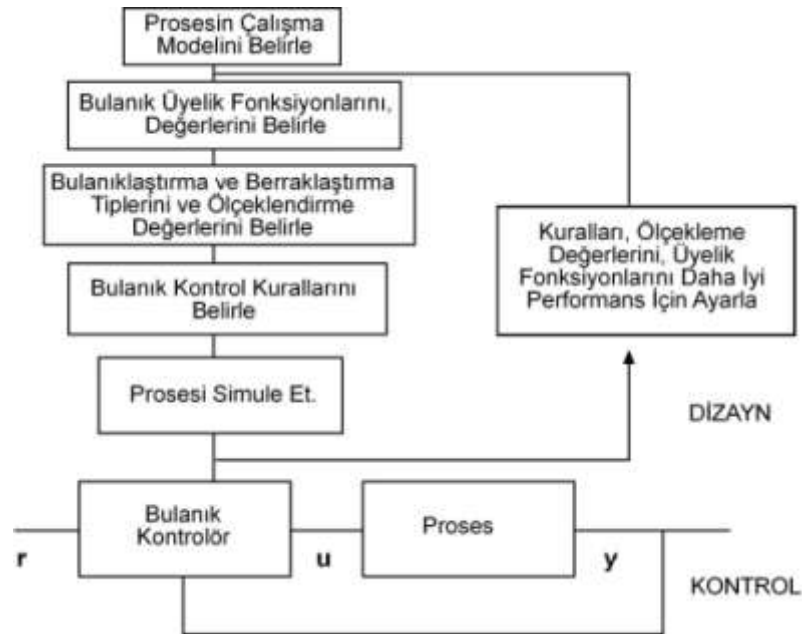 Prosesin Çalışma
Modelini Belirle
Bulanık Üyelik Fonksiyonlarını,
Değerlerini Belirle
Bulanıklaştırma ve Berraklaştırma
Tiplerini ve Ölçeklendirme
Değerlerini Belirle
Bulanık Kontrol Kurallarını
Belirle
Prosesi Simule Et.
Kuralları, Ölçekleme
Değerlerini, Üyelik
Fonksiyonlarını Daha İyi
Performans İçin Ayarla
DİZAYN
Bulanık
Kontrolör
Proses
r
u
y
KONTROL